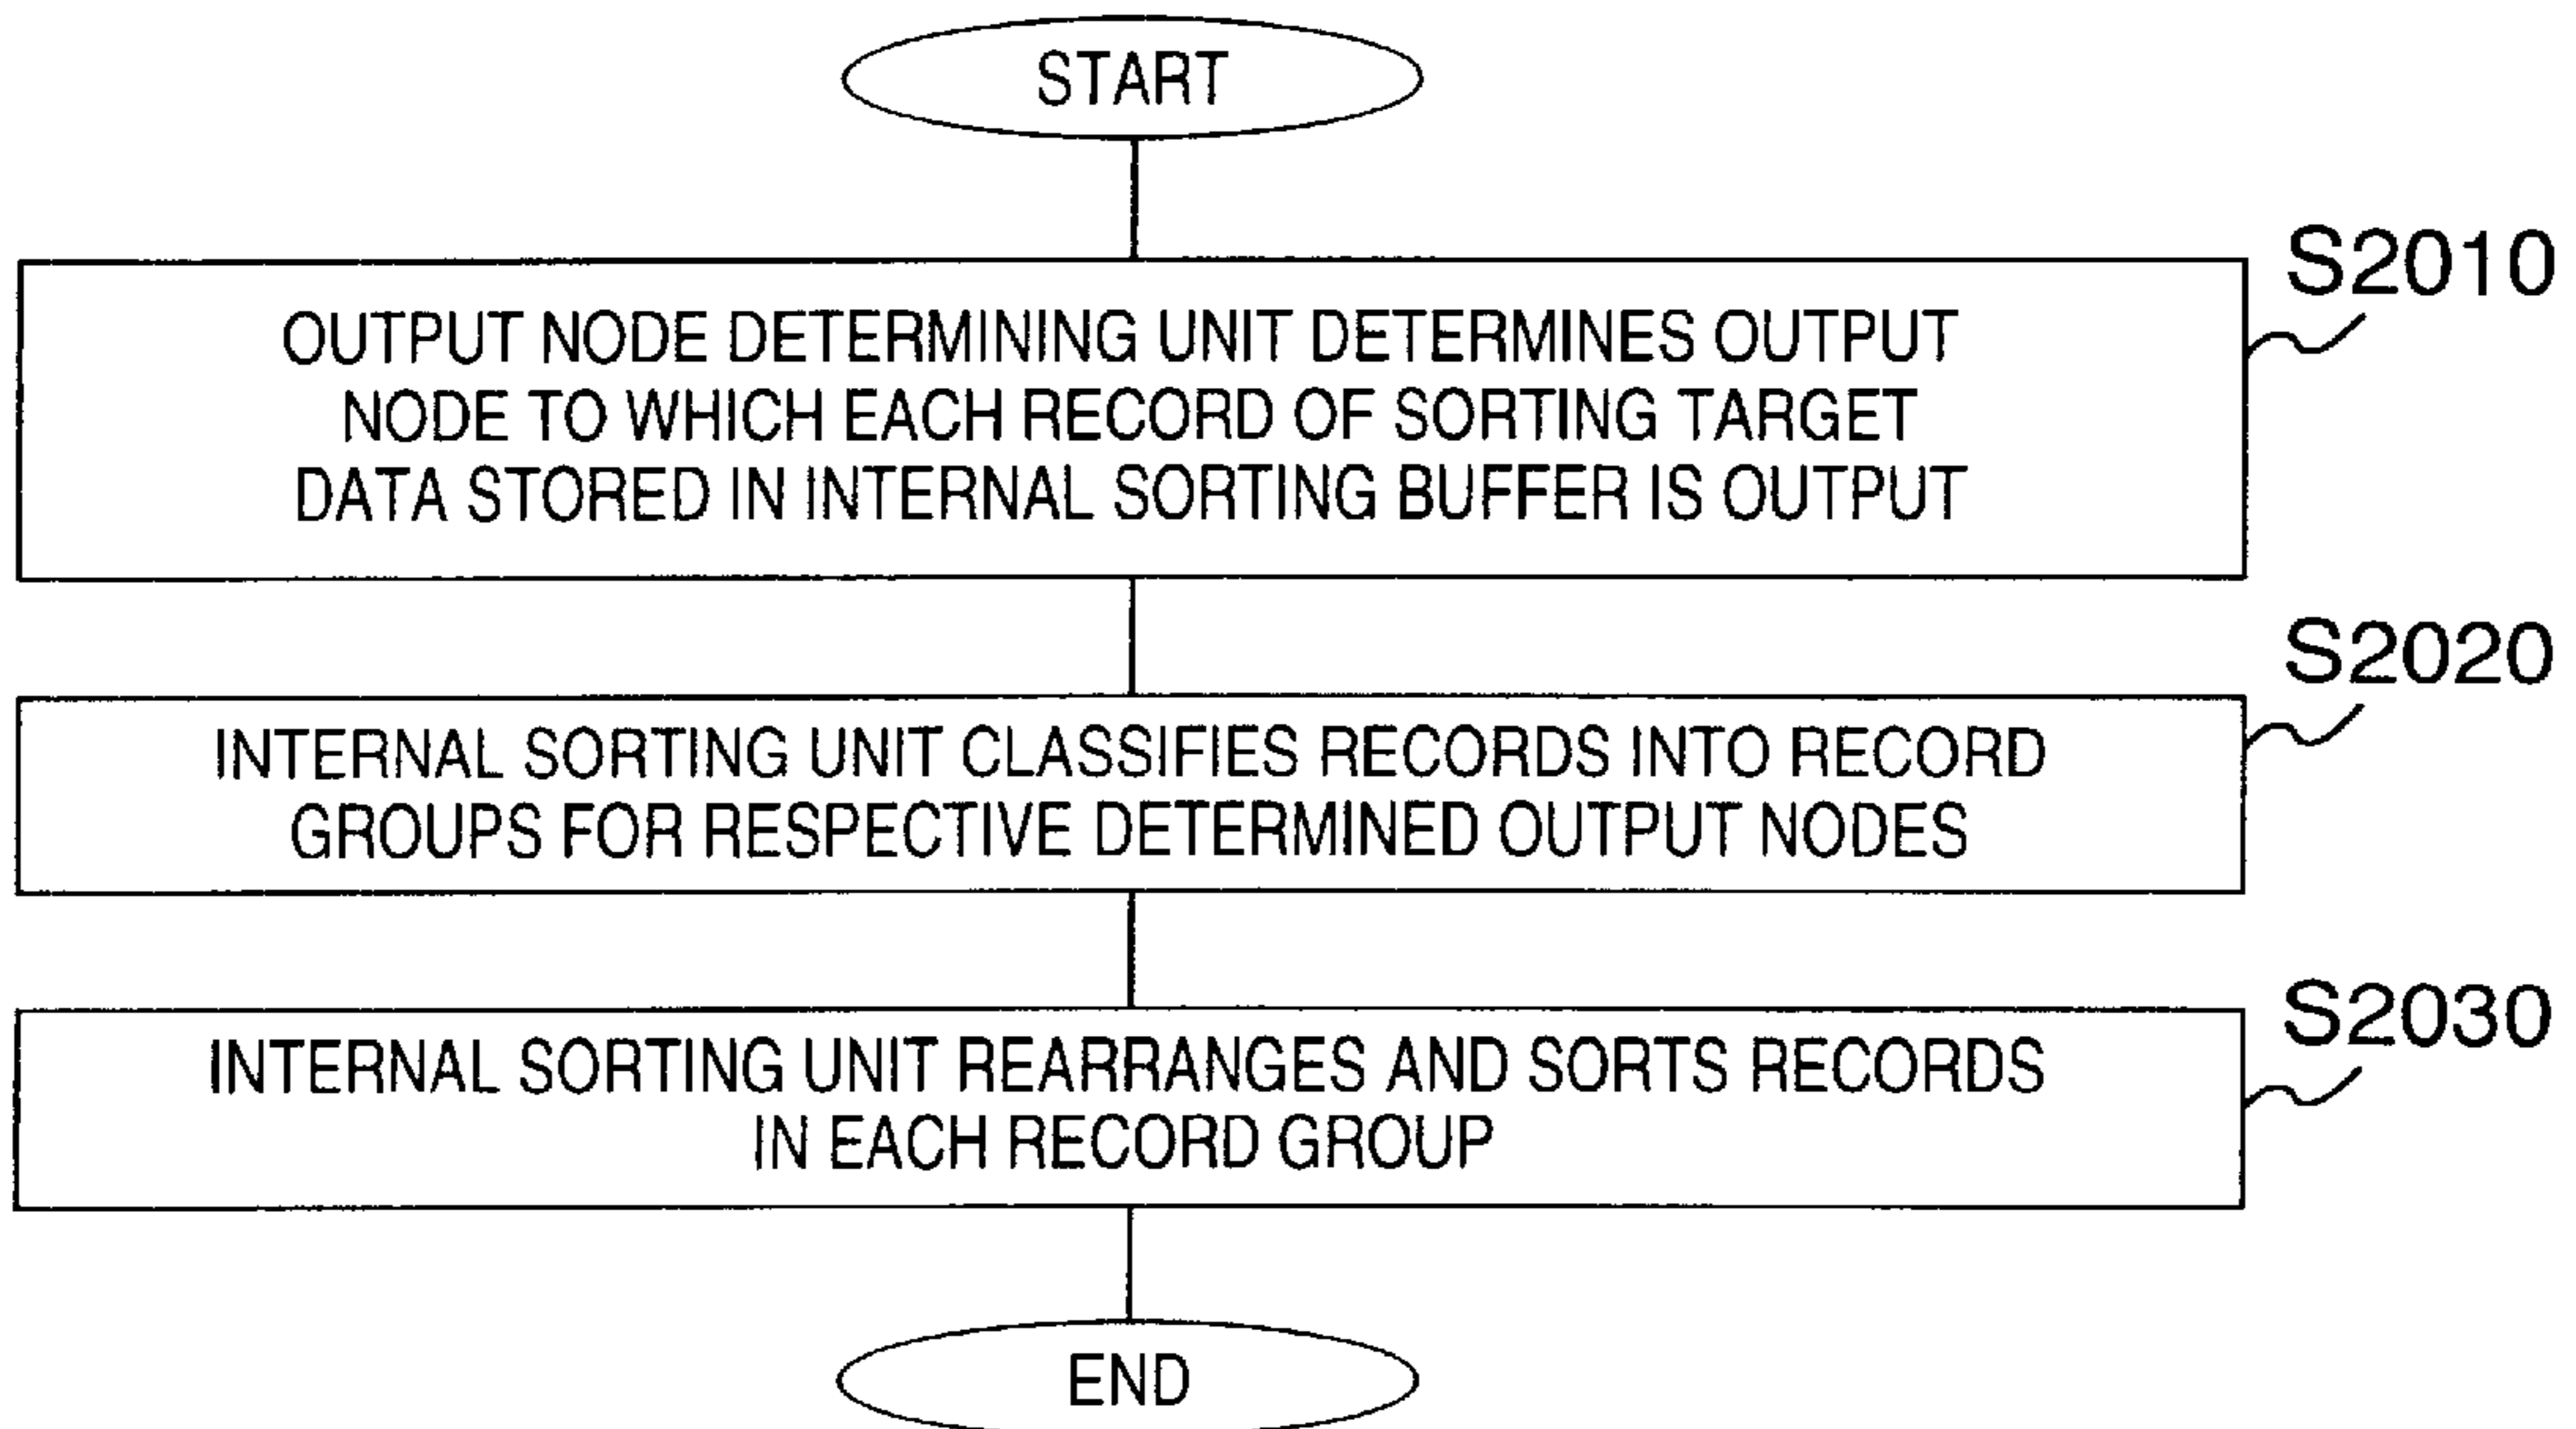 START
S2010
OUTPUT NODE DETERMINING UNIT DETERMINES OUTPUT
NODE TO WHICH EACH RECORD OF SORTING TARGET
DATA STORED IN INTERNAL SORTING BUFFER IS OUTPUT
S2020
INTERNAL SORTING UNIT CLASSIFIES RECORDS INTO RECORD
GROUPS FOR RESPECTIVE DETERMINED OUTPUT NODES
S2030
INTERNAL SORTING UNIT REARRANGES AND SORTS RECORDS
IN EACH RECORD GROUP
END